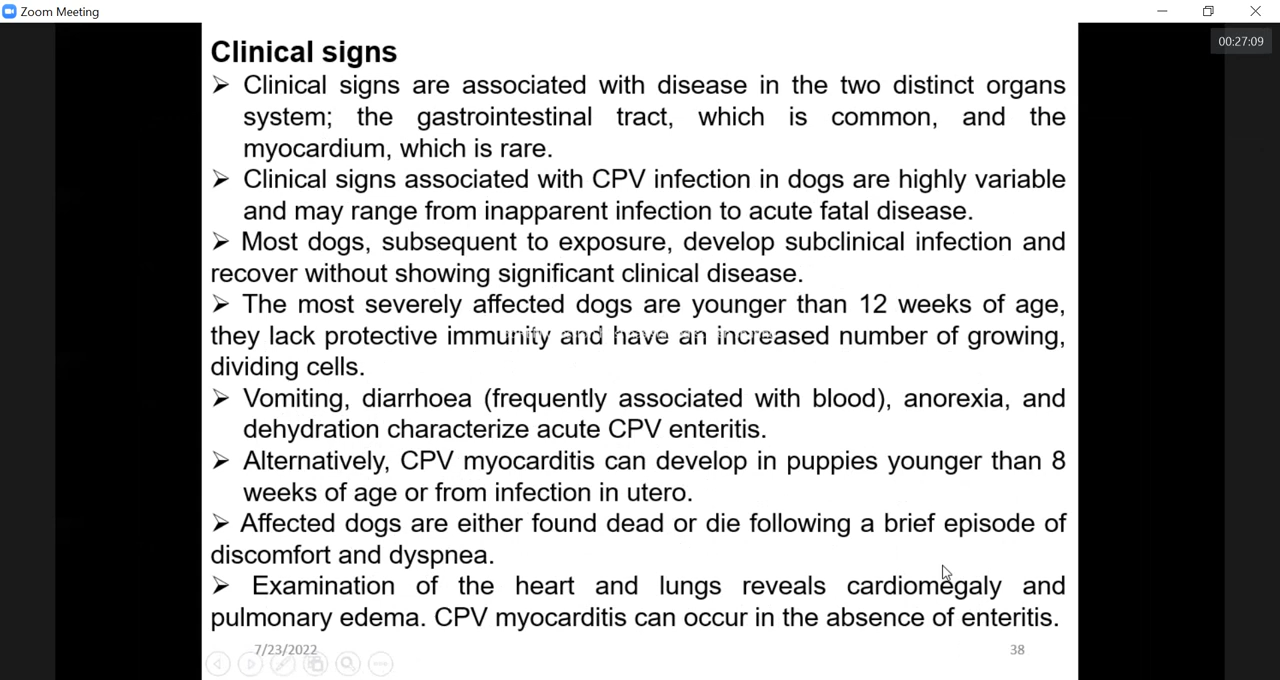 Zoom Meeting
00:27:09
Clinical signs
➢ Clinical signs are associated with disease in the two distinct organs
system; the gastrointestinal tract, which is common, and the
myocardium, which is rare.
➢ Clinical signs associated with CPV infection in dogs are highly variable
and may range from inapparent infection to acute fatal disease.
➢ Most dogs, subsequent to exposure, develop subclinical infection and
recover without showing significant clinical disease.
➢ The most severely affected dogs are younger than 12 weeks of age,
they lack protective immunity and have an increased number of growing,
dividing cells.
➢ Vomiting, diarrhoea (frequently associated with blood), anorexia, and
dehydration characterize acute CPV enteritis.
➢ Alternatively, CPV myocarditis can develop in puppies younger than 8
weeks of age or from infection in utero.
➢ Affected dogs are either found dead or die following a brief episode of
discomfort and dyspnea.
➢ Examination of the heart and lungs reveals cardiomegaly and
pulmonary edema. CPV myocarditis can occur in the absence of enteritis.
7/23/2022
38